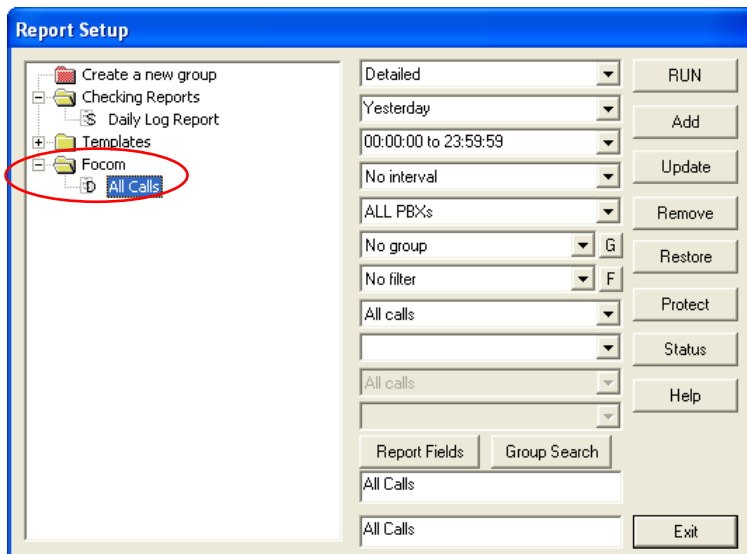 Report Setup
Create a new group
Checking Reports
S Daily Log Report
Templates
Focom
D All Calls
Detailed
Yesterday
00:00:00 to 23:59:59
No interval
ALL PBXs
No group
G
No filter
F
All calls
All calls
Report Fields
Group Search
All Calls
All Calls
RUN
Add
Update
Remove
Restore
Protect
Status
Help
Exit